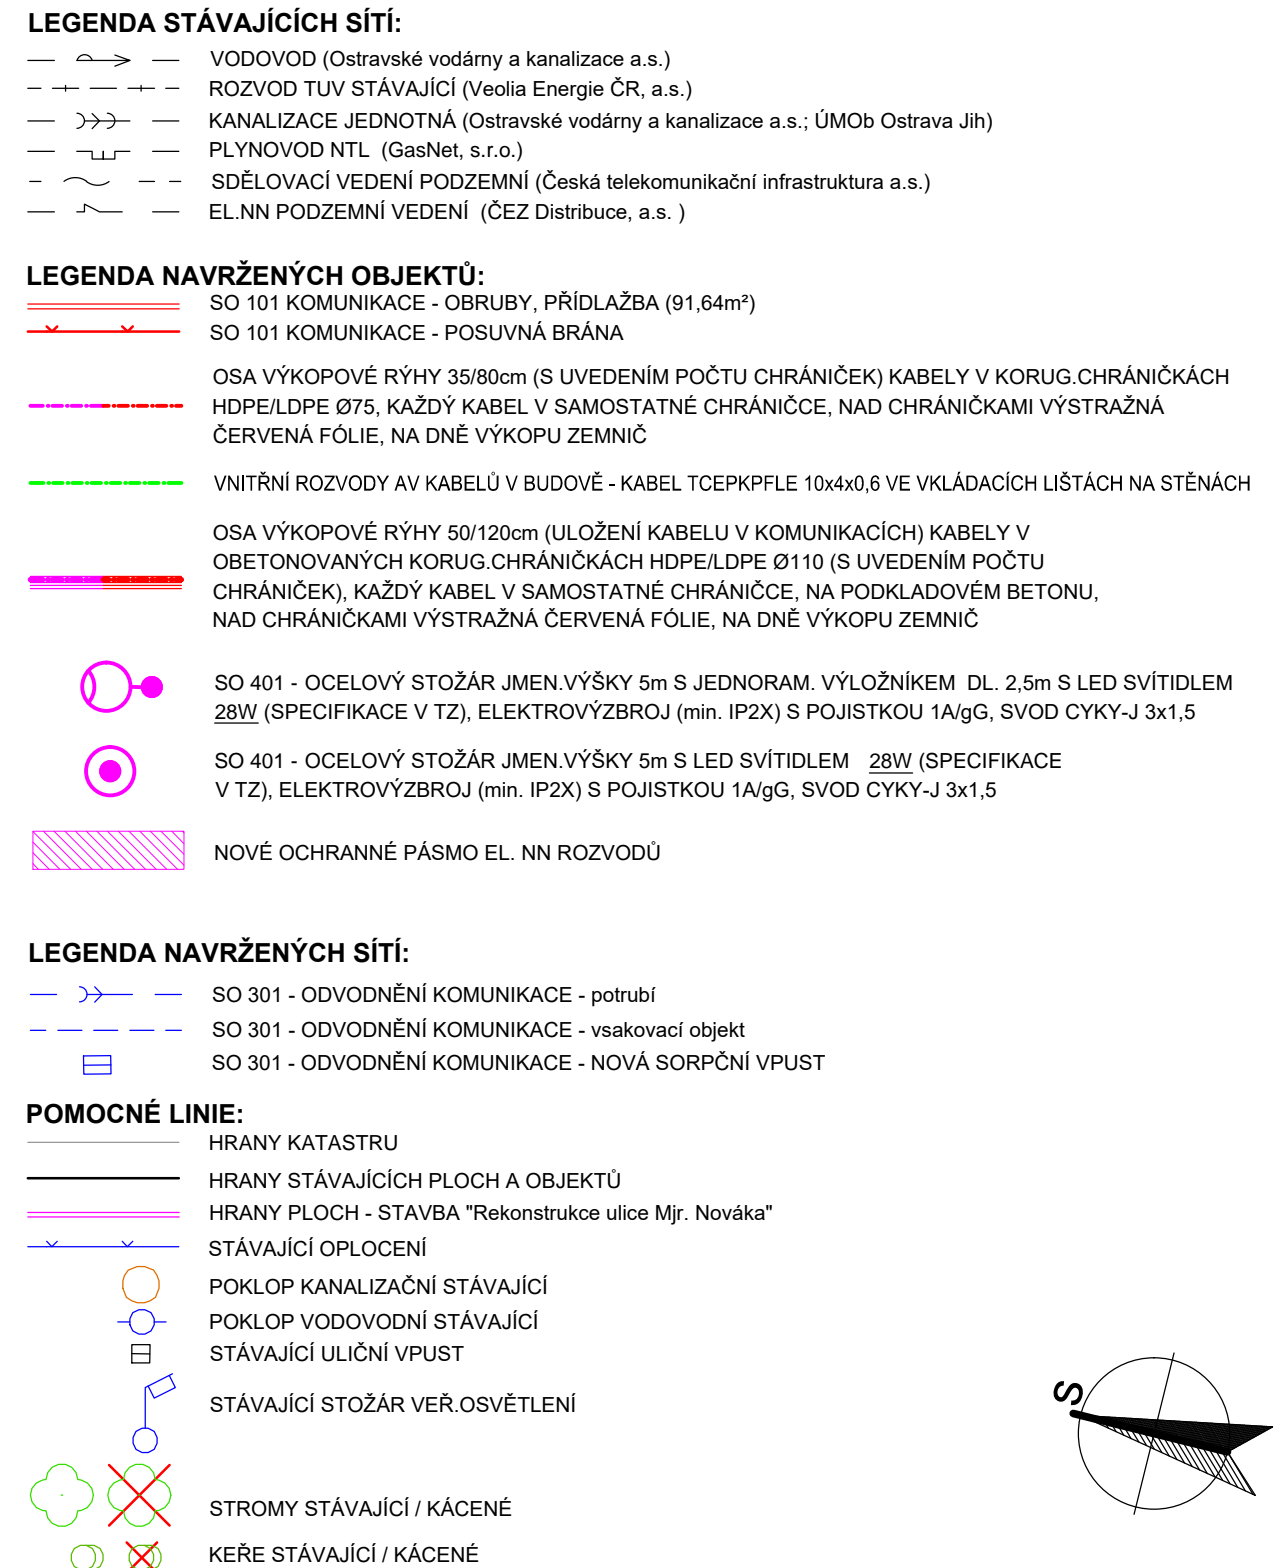 LEGENDA STÁVAJÍCÍCH SÍTÍ:
VODOVOD (Ostravské vodárny a kanalizace a.s.)
ROZVOD TUV STÁVAJÍCÍ (Veolia Energie ČR, a.s.)
KANALIZACE JEDNOTNÁ (Ostravské vodárny a kanalizace a.s.; ÚMOb Ostrava Jih)
PLYNOVOD NTL (GasNet, s.r.o.)
SDĚLOVACÍ VEDENÍ PODZEMNÍ (Česká telekomunikační infrastruktura a.s.)
EL.NN PODZEMNÍ VEDENÍ (ČEZ Distribuce, a.s. )
LEGENDA NAVRŽENÝCH OBJEKTŮ:
SO 101 KOMUNIKACE - OBRUBY, PŘÍDLAŽBA (91,64m²)
SO 101 KOMUNIKACE - POSUVNÁ BRÁNA
OSA VÝKOPOVÉ RÝHY 35/80cm (S UVEDENÍM POČTU CHRÁNIČEK) KABELY V KORUG.CHRÁNIČKÁCH
HDPE/LDPE Ø75, KAŽDÝ KABEL V SAMOSTATNÉ CHRÁNIČCE, NAD CHRÁNIČKAMI VÝSTRAŽNÁ
ČERVENÁ FÓLIE, NA DNĚ VÝKOPU ZEMNIČ
VNITŘNÍ ROZVODY AV KABELŮ V BUDOVĚ - KABEL TCEPKPFLE 10x4x0,6 VE VKLÁDACÍCH LIŠTÁCH NA STĚNÁCH
OSA VÝKOPOVÉ RÝHY 50/120cm (ULOŽENÍ KABELU V KOMUNIKACÍCH) KABELY V
OBETONOVANÝCH KORUG.CHRÁNIČKÁCH HDPE/LDPE Ø110 (S UVEDENÍM POČTU
CHRÁNIČEK), KAŽDÝ KABEL V SAMOSTATNÉ CHRÁNIČCE, NA PODKLADOVÉM BETONU,
NAD CHRÁNIČKAMI VÝSTRAŽNÁ ČERVENÁ FÓLIE, NA DNĚ VÝKOPU ZEMNIČ
SO 401 - OCELOVÝ STOŽÁR JMEN.VÝŠKY 5m S JEDNORAM. VÝLOŽNÍKEM DL. 2,5m S LED SVÍTIDLEM
28W (SPECIFIKACE V TZ), ELEKTROVÝZBROJ (min. IP2X) S POJISTKOU 1A/gG, SVOD CYKY-J 3x1,5
SO 401 - OCELOVÝ STOŽÁR JMEN.VÝŠKY 5m S LED SVÍTIDLEM 28W (SPECIFIKACE
V TZ), ELEKTROVÝZBROJ (min. IP2X) S POJISTKOU 1A/gG, SVOD CYKY-J 3x1,5
NOVÉ OCHRANNÉ PÁSMO EL. NN ROZVODŮ
LEGENDA NAVRŽENÝCH SÍTÍ:
SO 301 - ODVODNĚNÍ KOMUNIKACE - potrubí
SO 301 - ODVODNĚNÍ KOMUNIKACE - vsakovací objekt
SO 301 - ODVODNĚNÍ KOMUNIKACE - NOVÁ SORPČNÍ VPUST
POMOCNÉ LINIE:
HRANY KATASTRU
HRANY STÁVAJÍCÍCH PLOCH A OBJEKTŮ
HRANY PLOCH - STAVBA "Rekonstrukce ulice Mjr. Nováka"
STÁVAJÍCÍ OPLOCENÍ
POKLOP KANALIZAČNÍ STÁVAJÍCÍ
POKLOP VODOVODNÍ STÁVAJÍCÍ
STÁVAJÍCÍ ULIČNÍ VPUST
STÁVAJÍCÍ STOŽÁR VEŘ.OSVĚTLENÍ
S
STROMY STÁVAJÍCÍ / KÁCENÉ
KEŘE STÁVAJÍCÍ / KÁCENÉ